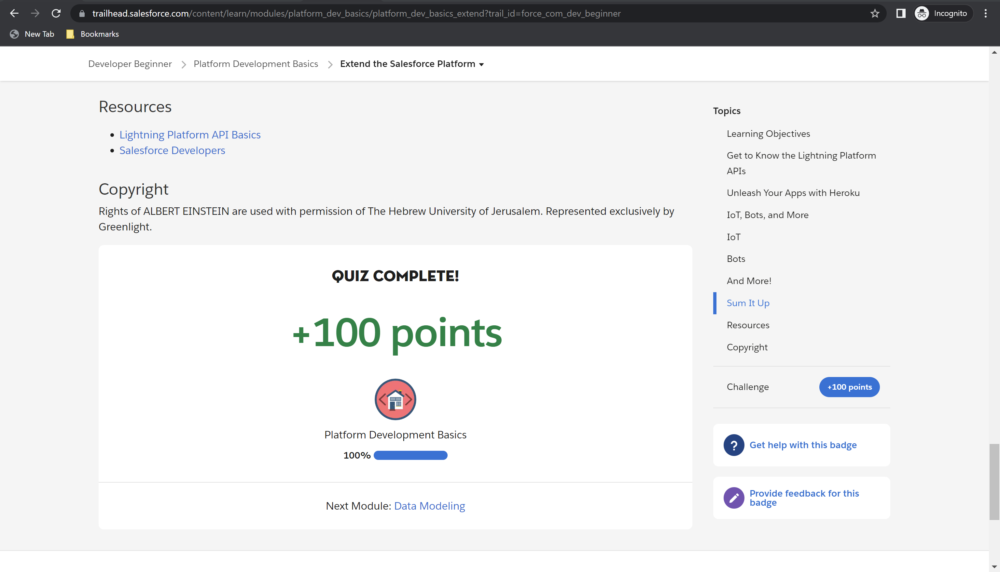 trailhead.salesforce.com/content/learn/modules/platform_dev_basics/platform_dev_basics_extend?trail_id=force_com_dev_beginner
Incognito
New Tab
Bookmarks
Developer Beginner
Platform Development Basics
Extend the Salesforce Platform
Resources
Lightning Platform API Basics
Salesforce Developers
Copyright
Rights of ALBERT EINSTEIN are used with permission of The Hebrew University of Jerusalem. Represented exclusively by
Greenlight.
QUIZ COMPLETE!
+100 points
Platform Development Basics
100%
Next Module: Data Modeling
Topics
Learning Objectives
Get to Know the Lightning Platform
APIs
Unleash Your Apps with Heroku
IoT, Bots, and More
IoT
Bots
And More!
Sum It Up
Resources
Copyright
Challenge
+100 points
?
Get help with this badge
Provide feedback for this
badge